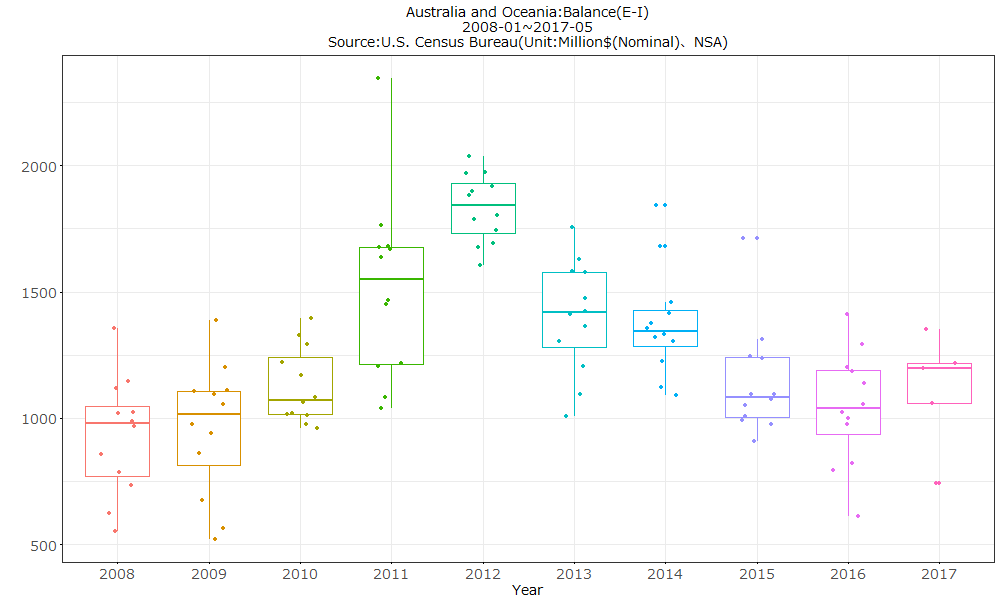 Australia and Oceania:Balance(E-I)
2008-01~2017-05
Source:U.S. Census Bureau(Unit:Million$(Nominal)、NSA)
2000
1500
1000
500
2008 2009 2010 2011 2012 2013 2014 2015 2016 2017
Year